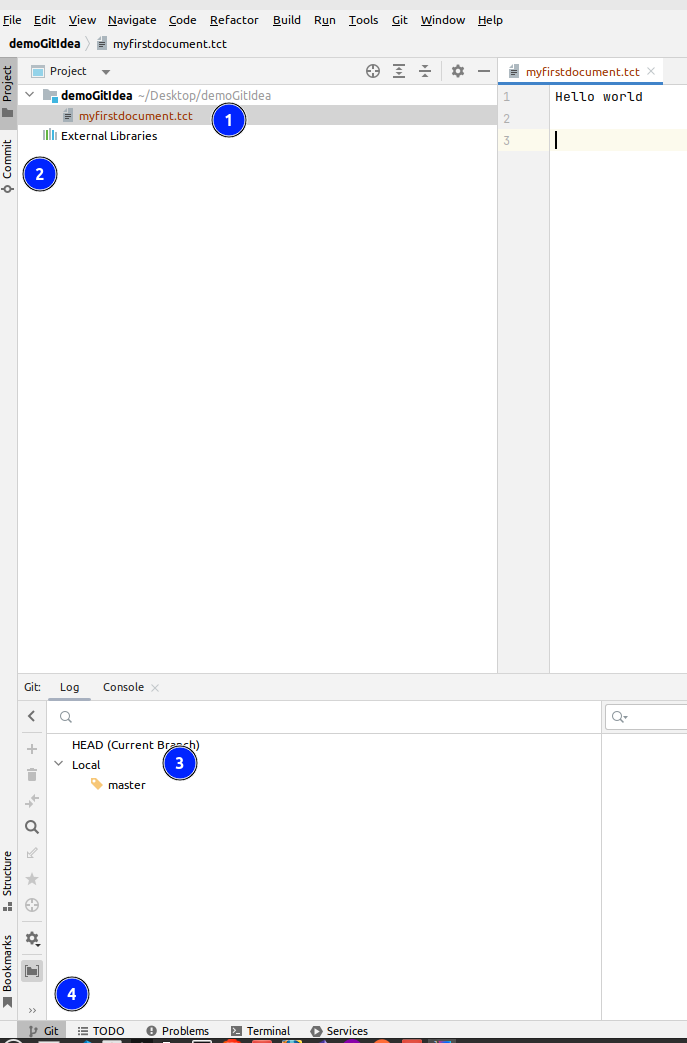 File Edit View Navigate Code Refactor Build Run Tools Git Window Help
demoGitIdea myfirstdocument.tct
Project
Project
myfirstdocument.tct
demoGitIdea ~/Desktop/demoGitIdea
1 Hello world
myfirstdocument.tct
1
2
External Libraries
3
Commit
2
Git: Log Console
HEAD (Current Branch)
3
Local
master
Structure
Bookmarks
4
Git TODO Problems Terminal Services